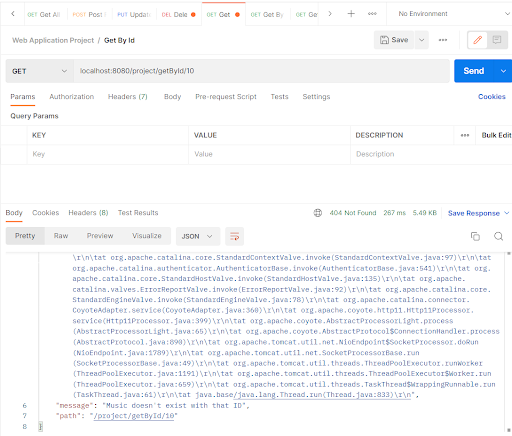 GET Get Al
POST Post
PUT Updat
DEL Dele
GET Get
GET Get By
GET Ge
No Environment
Web Application Project / Get By Id
Save
GET localhost:8080/project/getById/10 Send
Params Authorization Headers (7) Body Pre-request Script Tests Settings Cookies
Query Params
KEY VALUE DESCRIPTION Bulk Edit
Key Value Description
Body Cookies Headers (8) Test Results 404 Not Found 267 ms 5.49 KB Save Response
Pretty Raw Preview Visualize JSON
\r\n\tat org.apache.catalina.core.StandardContextValve.invoke(StandardContextValve.java:97)\r\n\tat
org.apache.catalina.authenticator.AuthenticatorBase.invoke(AuthenticatorBase.java:541)\r\n\tat org.
apache.catalina.core.StandardHostValve.invoke(StandardHostValve.java:135)\r\n\tat org.apache.
catalina.valves.ErrorReportValve.invoke(ErrorReportValve.java:92)\r\n\tat org.apache.catalina.core.
StandardEngineValve.invoke(StandardEngineValve.java:78)\r\n\tat org.apache.catalina.connector.
CoyoteAdapter.service(CoyoteAdapter.java:360)\r\n\tat org.apache.coyote.http11.Http11Processor.
service(Http11Processor.java:399)\r\n\tat org.apache.coyote.AbstractProcessorLight.process
(AbstractProcessorLight.java:65)\r\n\tat org.apache.coyote.AbstractProtocol$ConnectionHandler.process
(AbstractProtocol.java:890)\r\n\tat org.apache.tomcat.util.net.NioEndpoint$SocketProcessor.doRun
(NioEndpoint.java:1789)\r\n\tat org.apache.tomcat.util.net.SocketProcessorBase.run
(SocketProcessorBase.java:49)\r\n\tat org.apache.tomcat.util.threads.ThreadPoolExecutor.runWorker
(ThreadPoolExecutor.java:1191)\r\n\tat org.apache.tomcat.util.threads.ThreadPoolExecutor$Worker.run
(ThreadPoolExecutor.java:659)\r\n\tat org.apache.tomcat.util.threads.TaskThread$WrappingRunnable.run
(TaskThread.java:61)\r\n\tat java.base/java.lang.Thread.run(Thread.java:833)\r\n",
6 "message": "Music doesn't exist with that ID",
7 "path": "/project/getById/10"
8 }